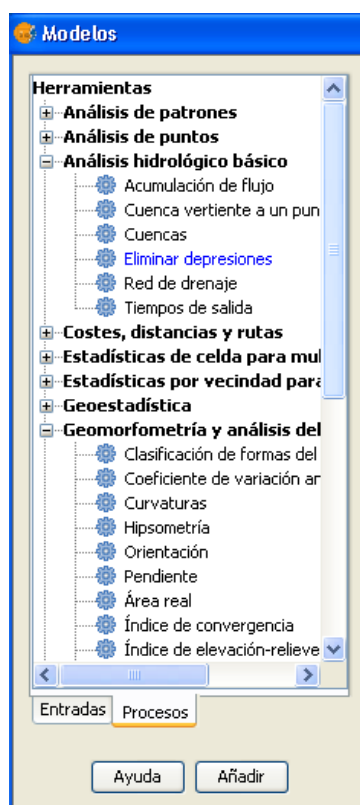 Modelos
Herramientas
Análisis de patrones
Análisis de puntos
Análisis hidrológico básico
Acumulación de flujo
Cuenca vertiente a un pun
Cuencas
Eliminar depresiones
Red de drenaje
Tiempos de salida
Costes, distancias y rutas
Estadísticas de celda para mul
Estadísticas por vecindad para
Geoestadística
Geomorfometría y análisis del
Clasificación de formas del
Coeficiente de variación an
Curvaturas
Hipsometría
Orientación
Pendiente
Área real
Índice de convergencia
Índice de elevación-relieve
Entradas Procesos
Ayuda Añadir